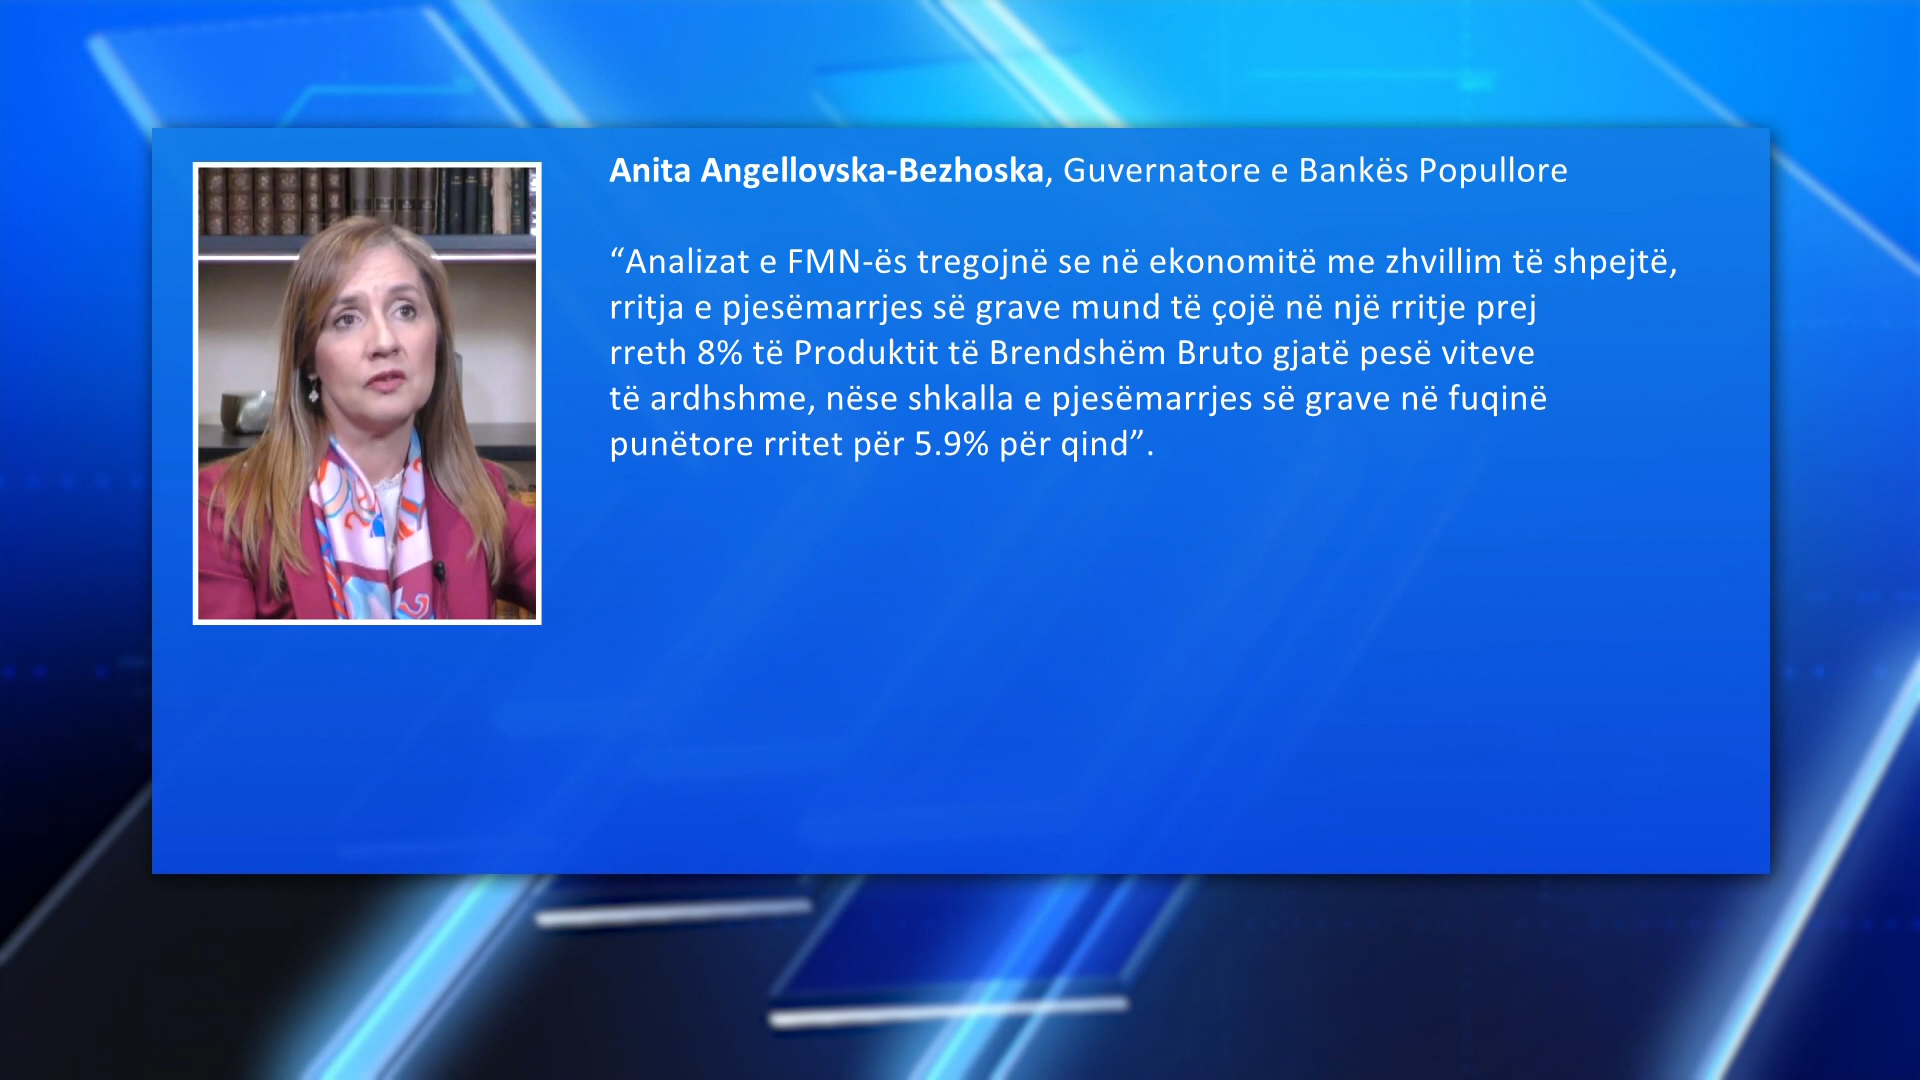 Anita Angellovska-Bezhoska, Guvernatore e Bankës Popullore
“Analizat e FMN-ës tregojnë se në ekonomitë me zhvillim të shpejtë,
rritja e pjesëmarrjes së grave mund të çojë në një rritje prej
rreth 8% të Produktit të Brendshëm Bruto gjatë pesë viteve
të ardhshme, nëse shkalla e pjesëmarrjes së grave në fuqinë
punëtore rritet për 5.9% për qind”.